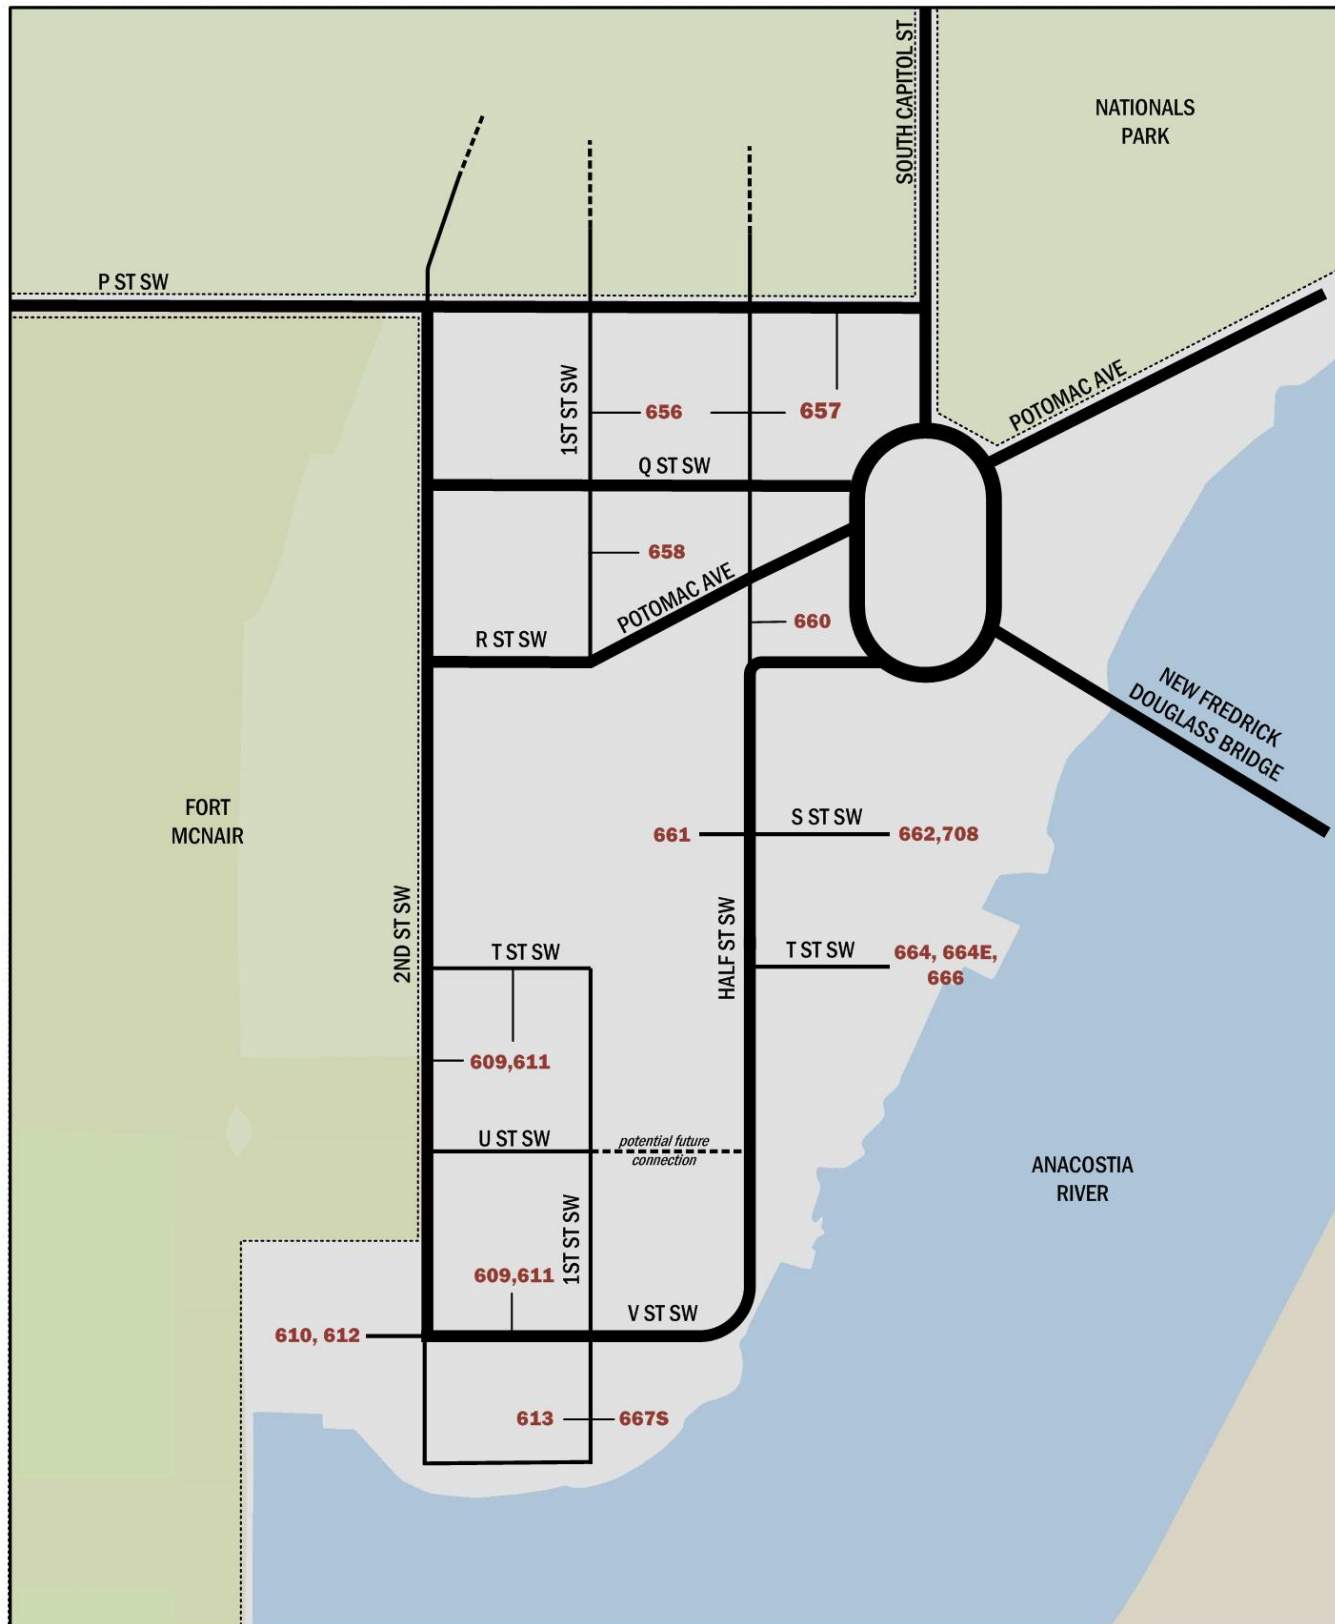 SOUTH CAPITOL ST
NATIONALS
PARK
P ST SW
1ST ST SW
656
657
POTOMAC AVE
Q ST SW
658
POTOMAC AVE
660
R ST SW
NEW FREDRICK
DOUGLASS BRIDGE
FORT
MCNAIR
661
S ST SW
662,708
2ND ST SW
HALF ST SW
T ST SW
T ST SW
664, 664E,
666
609,611
U ST SW
potential future
connection
ANACOSTIA
RIVER
1ST ST SW
609,611
V ST SW
610, 612
613
667S